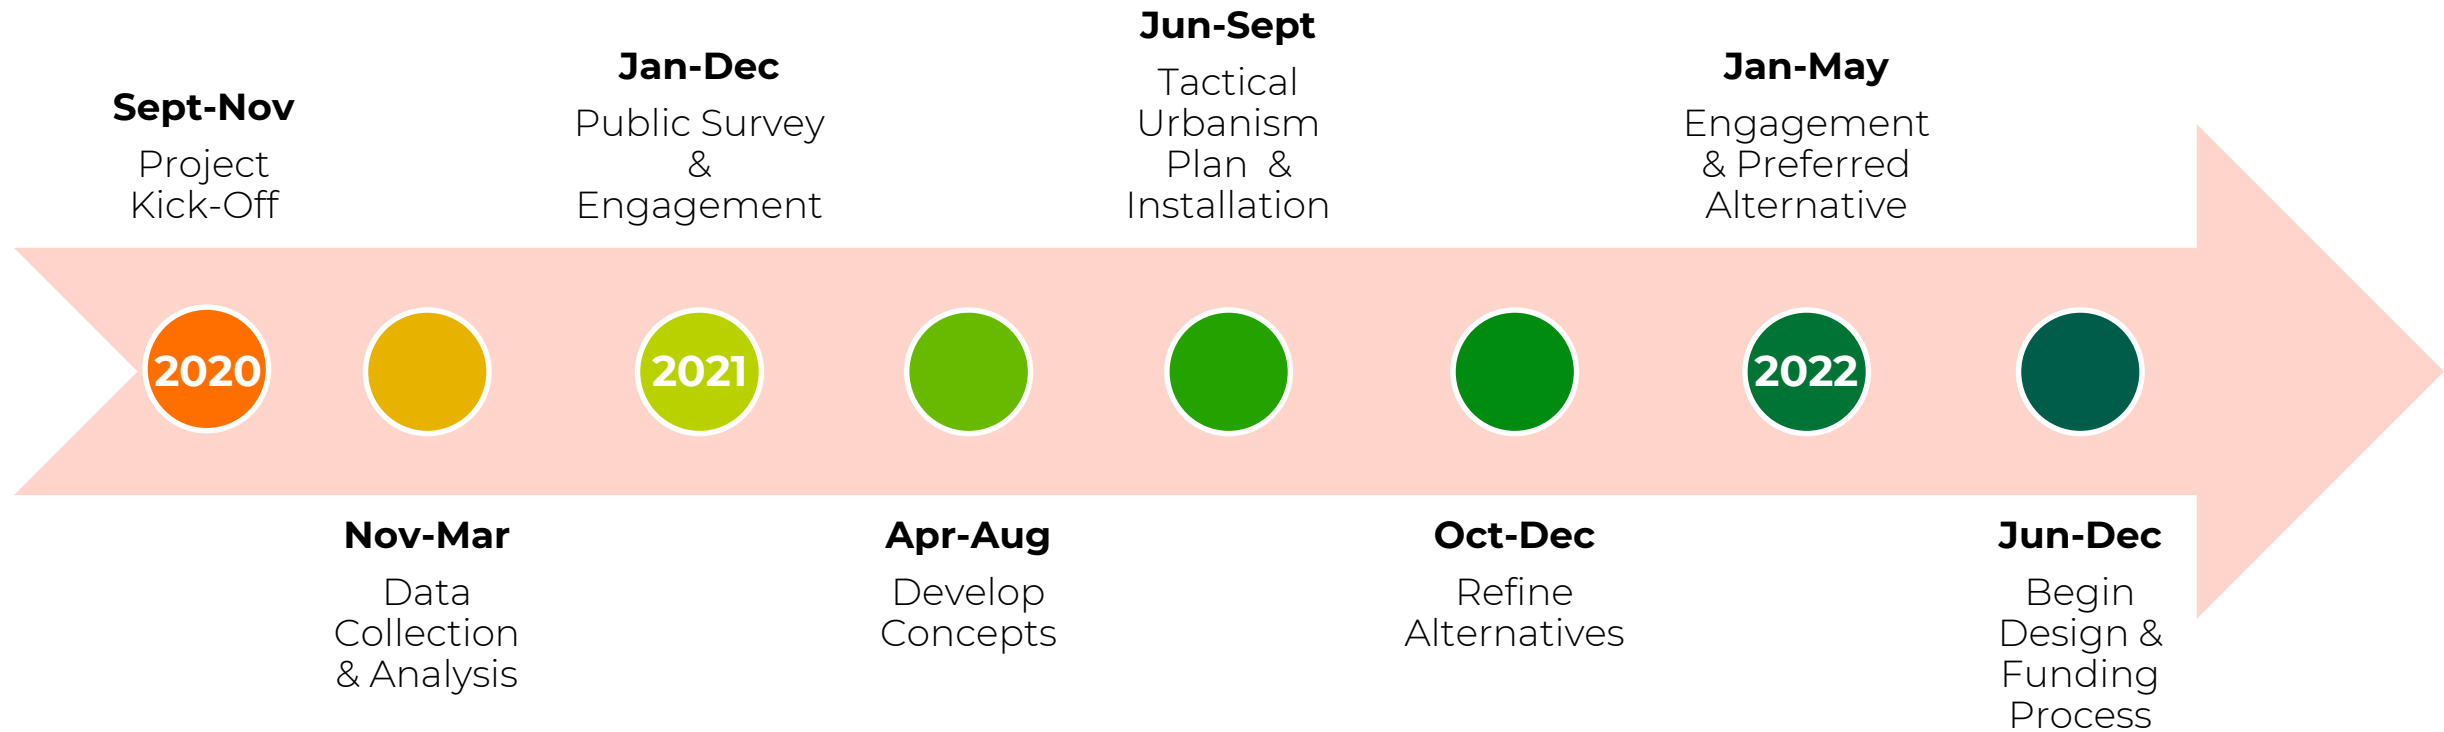 Sept-Nov
Project
Kick-Off
Jan-Dec
Public Survey
&
Engagement
Jun-Sept
Tactical
Urbanism
Plan  &
Installation
Jan-May
Engagement
& Preferred
Alternative
2020
2021
2022
Nov-Mar
Data
Collection
& Analysis
Apr-Aug
Develop
Concepts
Oct-Dec
Refine
Alternatives
Jun-Dec
Begin
Design &
Funding
Process